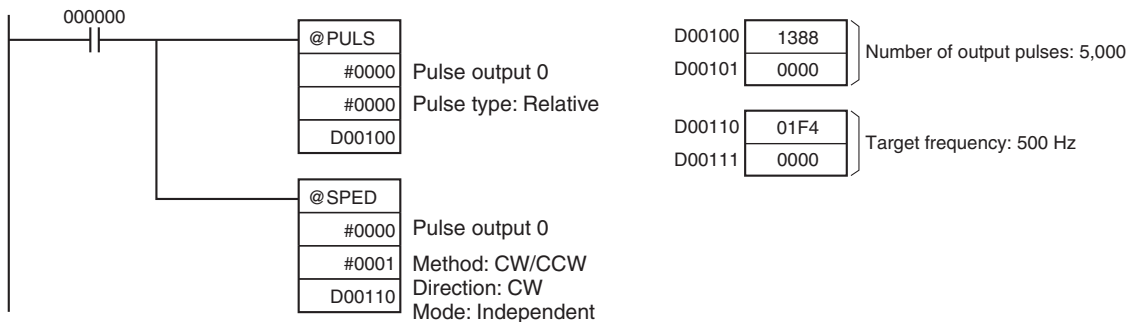 000000
@PULS
#0000 Pulse output 0
#0000 Pulse type: Relative
D00100
@SPED
#0000 Pulse output 0
#0001 Method: CW/CCW
Direction: CW
D00110
Mode: Independent
D00100 1388
D00101 0000
Number of output pulses: 5,000
D00110 01F4
D00111 0000
Target frequency: 500 Hz